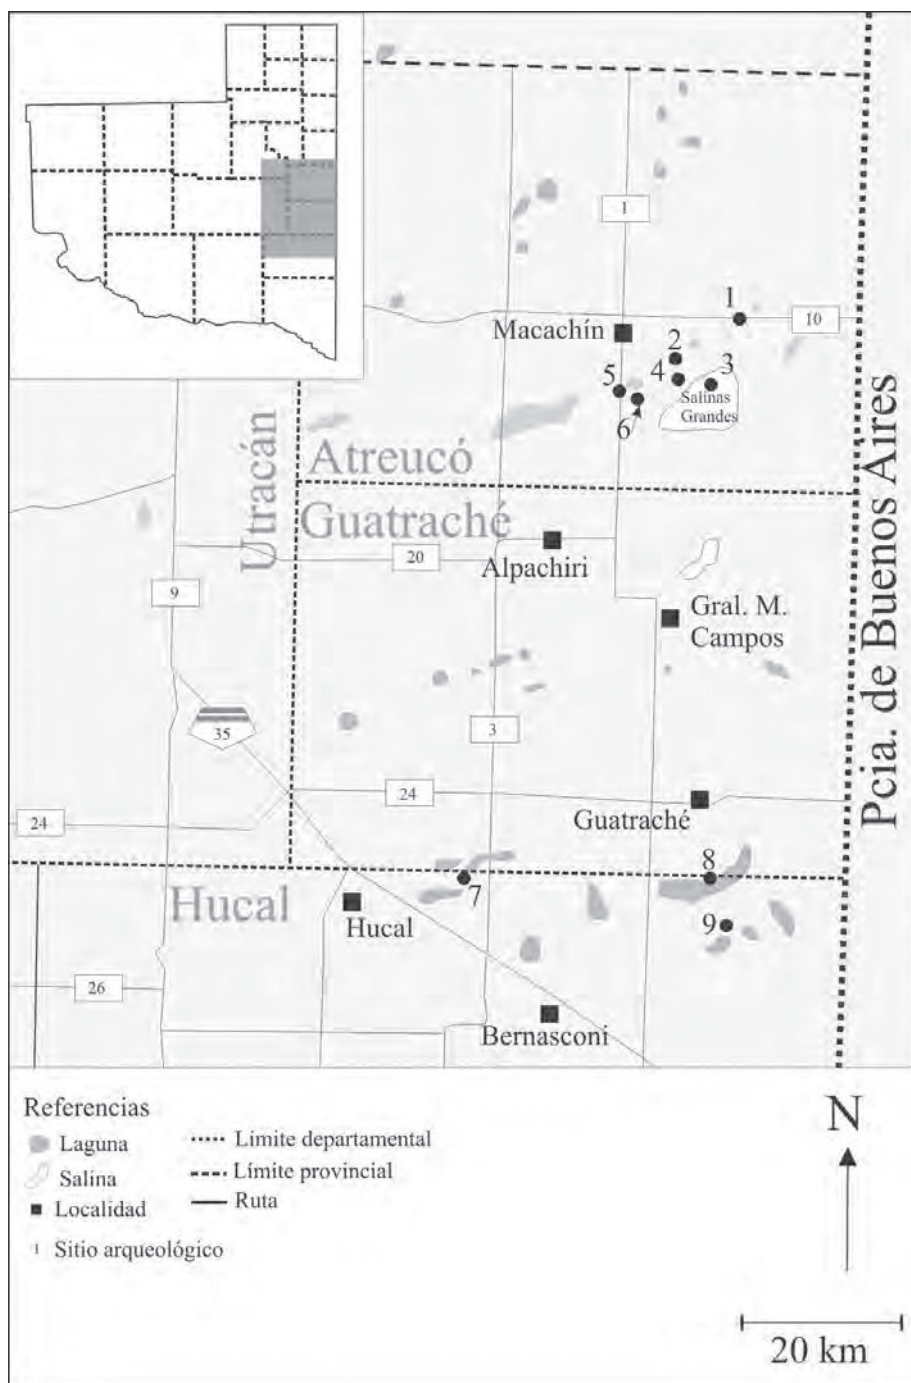 1
1
10
Macachín
2
5
4
3
Salinas
Grandes
6
Atreucó
Utracán
Guatraché
Pcia. de Buenos Aires
20
Alpachiri
9
Gral. M.
Campos
35
3
24
24
Guatraché
8
Hucal
7
Hucal
9
26
Bernasconi
Referencias
Laguna
Límite departamental
Salina
Límite provincial
Localidad
Ruta
1 Sitio arqueológico
N
20 km